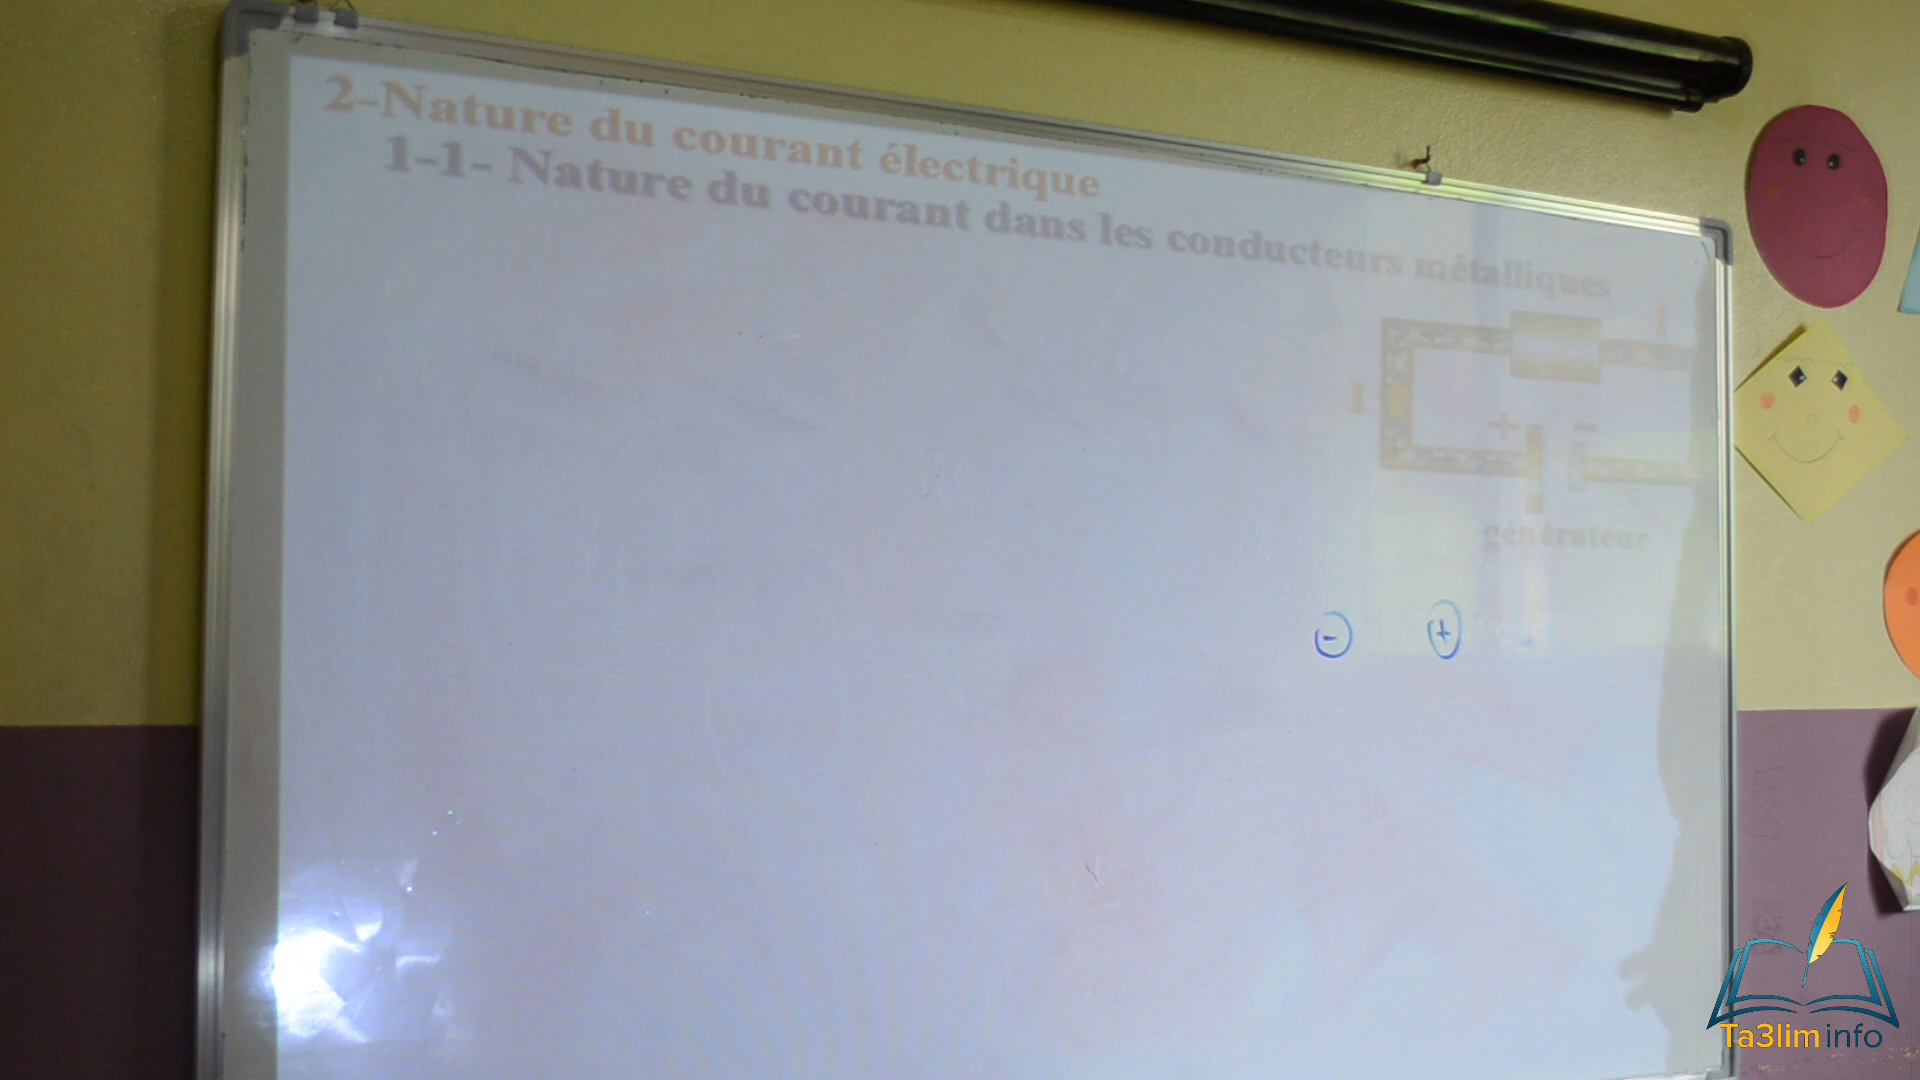 2-Nature du courant électrique
1-1- Nature du courant dans les conducteurs métalliques
I
I
+ -
générateur
- +
Ta3lim info